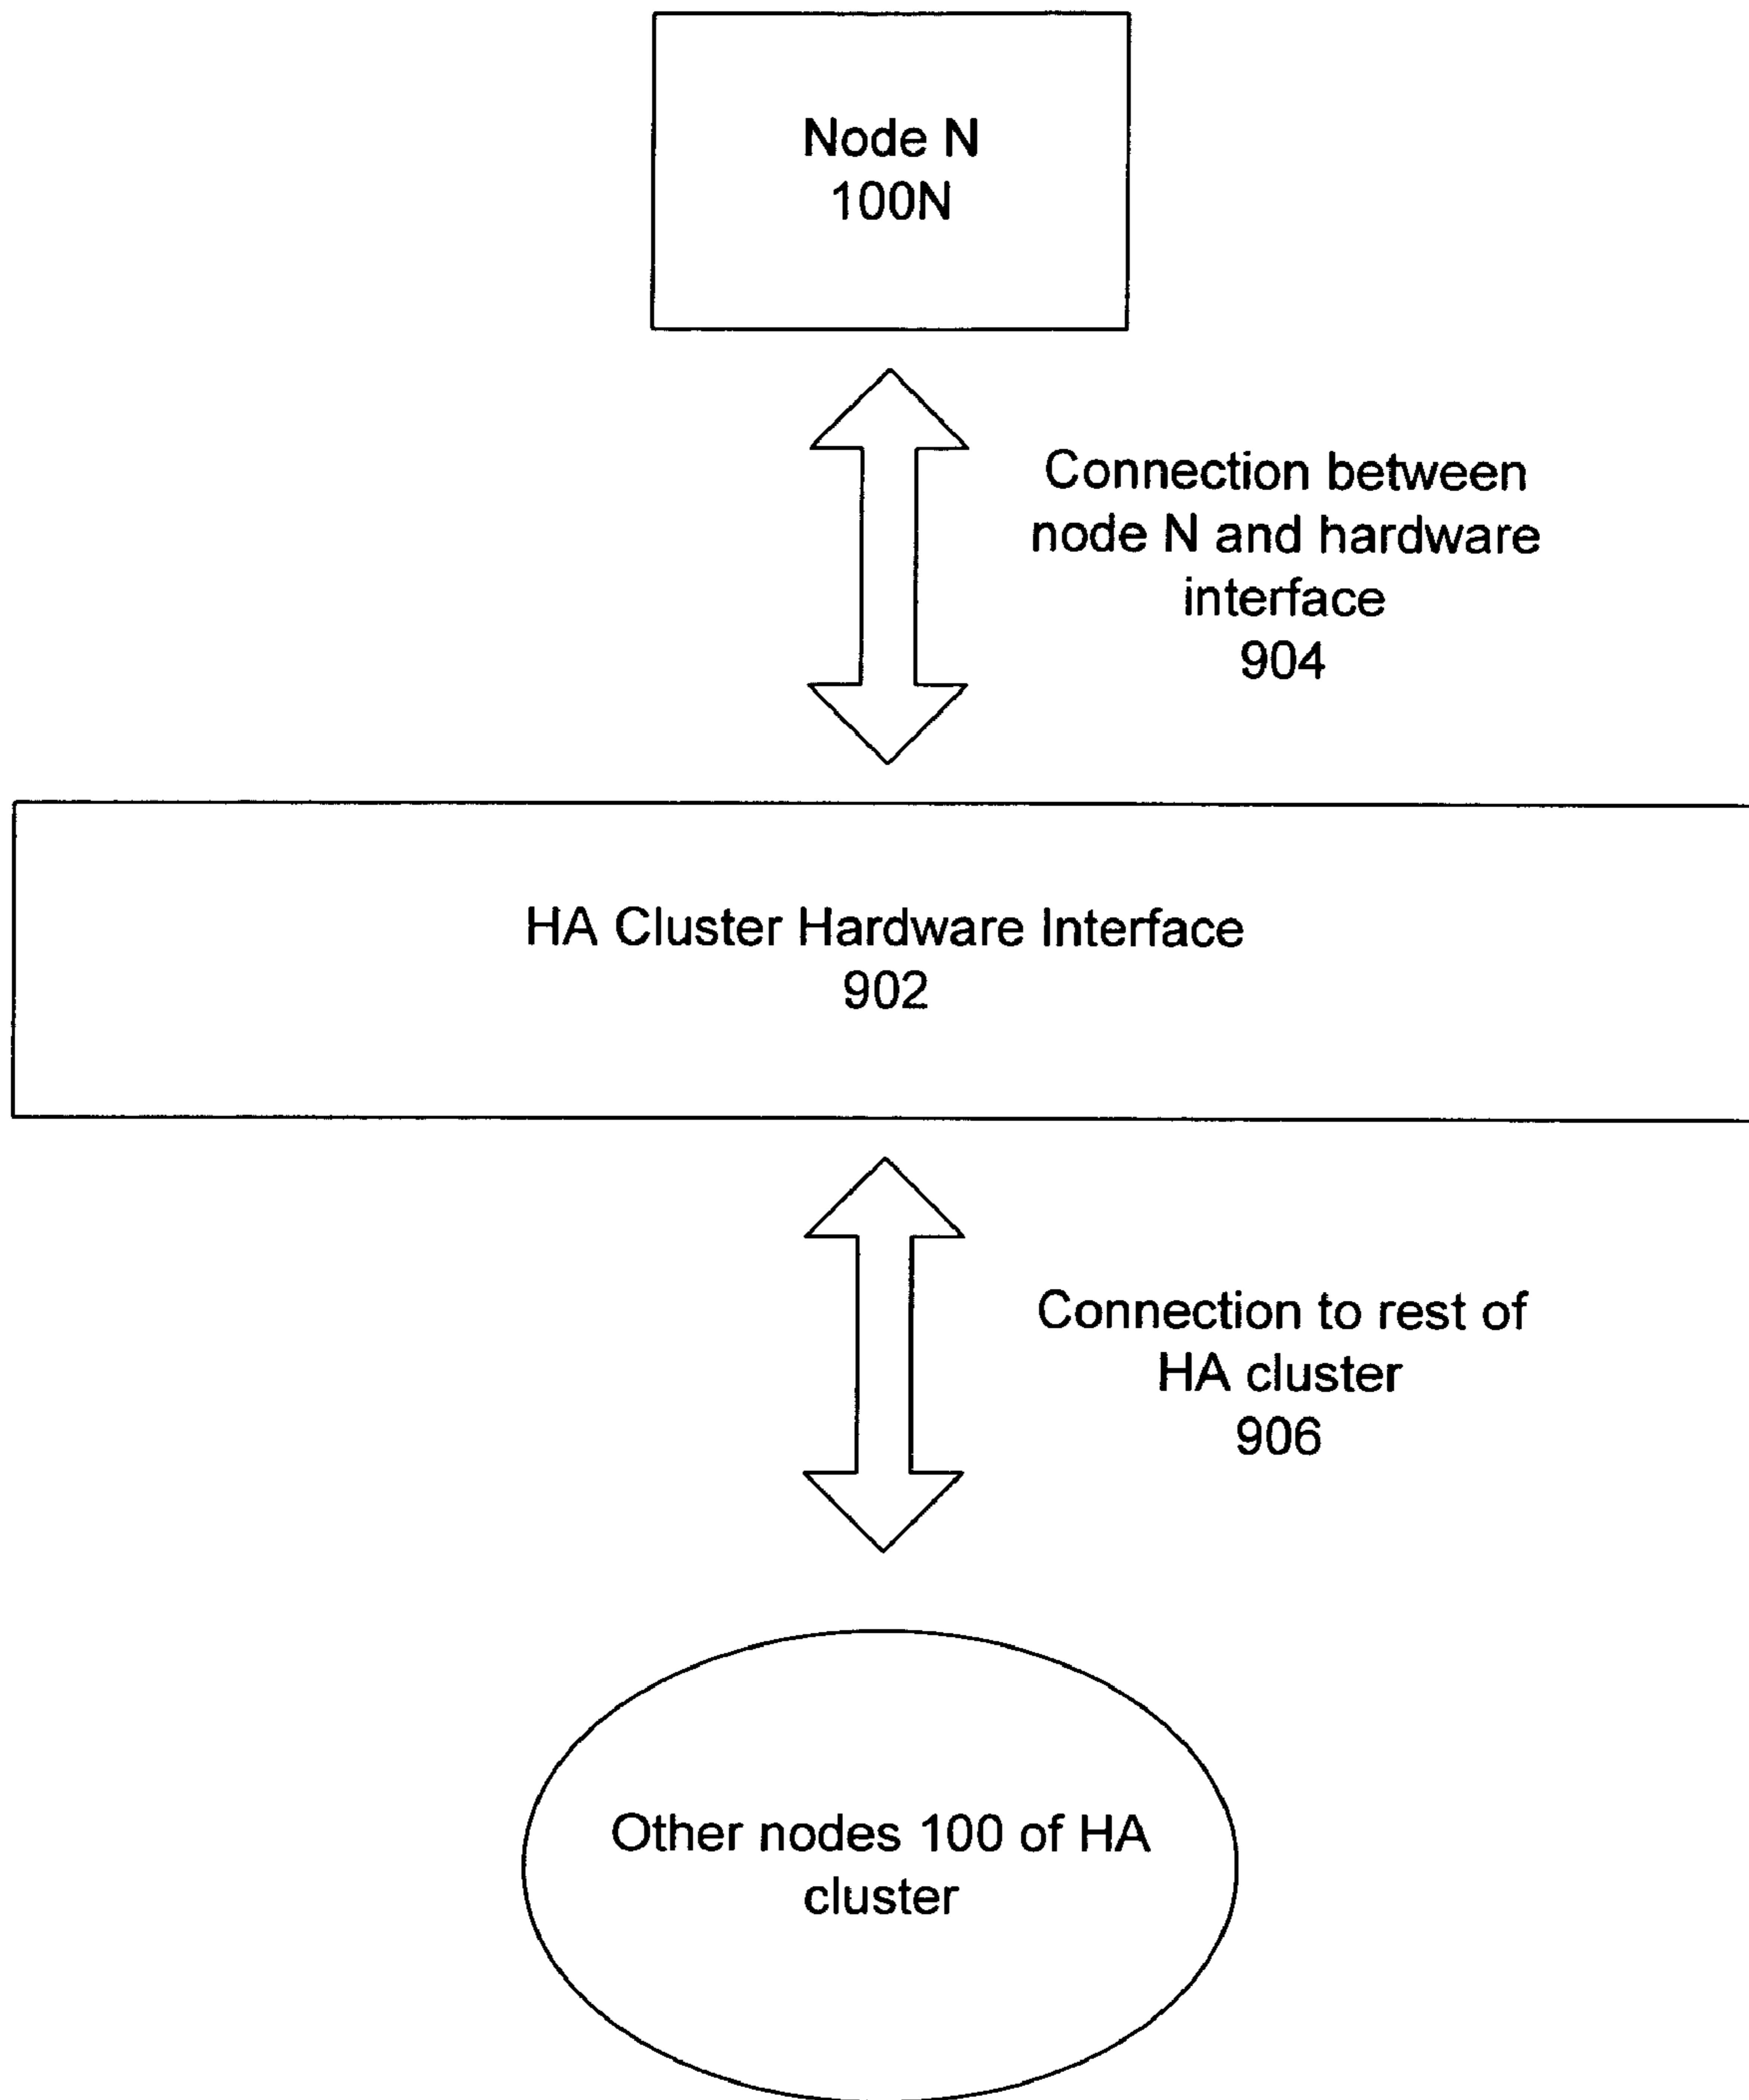 Node N
100N
Connection between
node N and hardware
interface
904
HA Cluster Hardware Interface
902
Connection to rest of
HA cluster
906
Other nodes 100 of HA
cluster